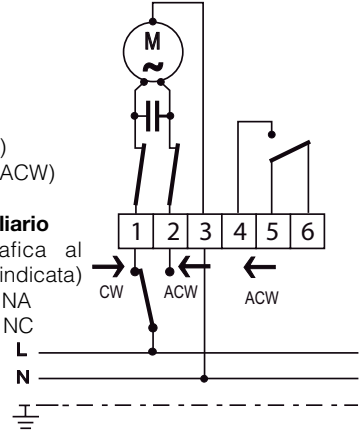 M
~
)
ACW)
liario
afica al
indicata)
NA
NC
1 2 3 4 5 6
CW ACW ACW
L
N